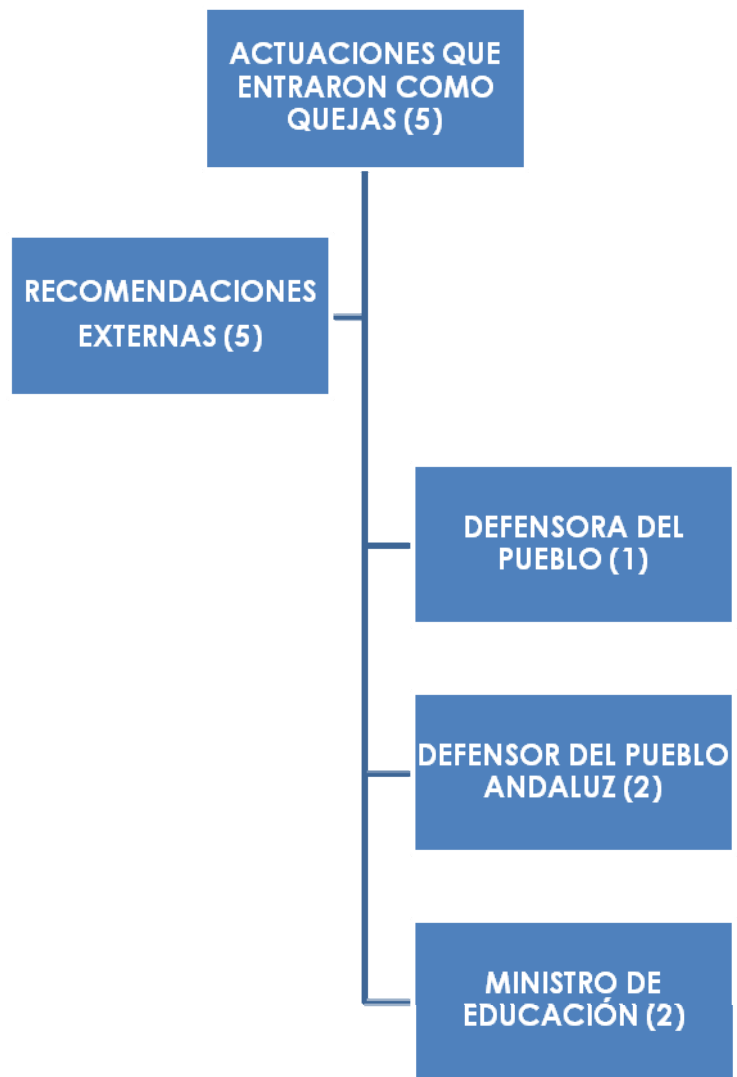 ACTUACIONES QUE
ENTRARON COMO
QUEJAS (5)
RECOMENDACIONES
EXTERNAS (5)
DEFENSORA DEL
PUEBLO (1)
DEFENSOR DEL PUEBLO
ANDALUZ (2)
MINISTRO DE
EDUCACIÓN (2)